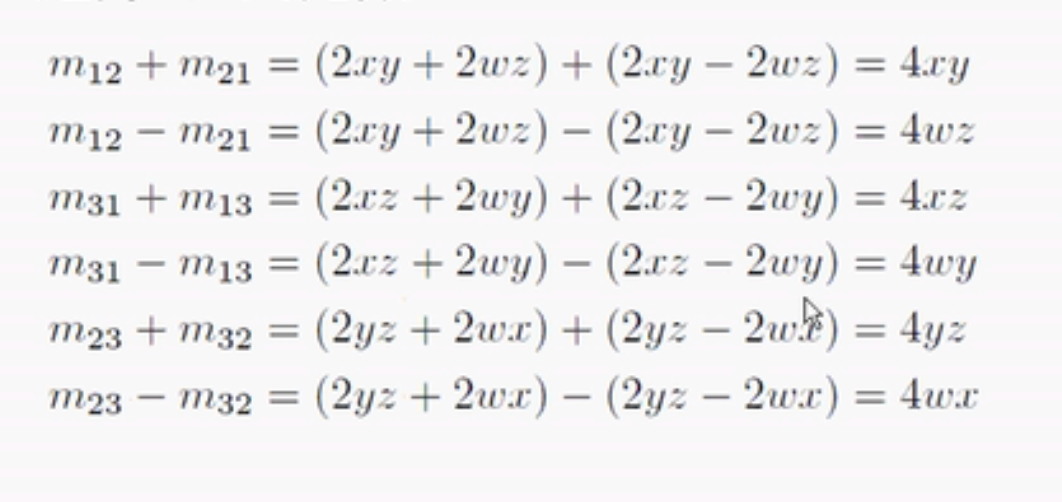 m₁₂ + m₂₁ = (2xy + 2wz) + (2xy − 2wz) = 4xy
m₁₂ − m₂₁ = (2xy + 2wz) − (2xy − 2wz) = 4wz
m₃₁ + m₁₃ = (2xz + 2wy) + (2xz − 2wy) = 4xz
m₃₁ − m₁₃ = (2xz + 2wy) − (2xz − 2wy) = 4wy
m₂₃ + m₃₂ = (2yz + 2wx) + (2yz − 2wx) = 4yz
m₂₃ − m₃₂ = (2yz + 2wx) − (2yz − 2wx) = 4wx